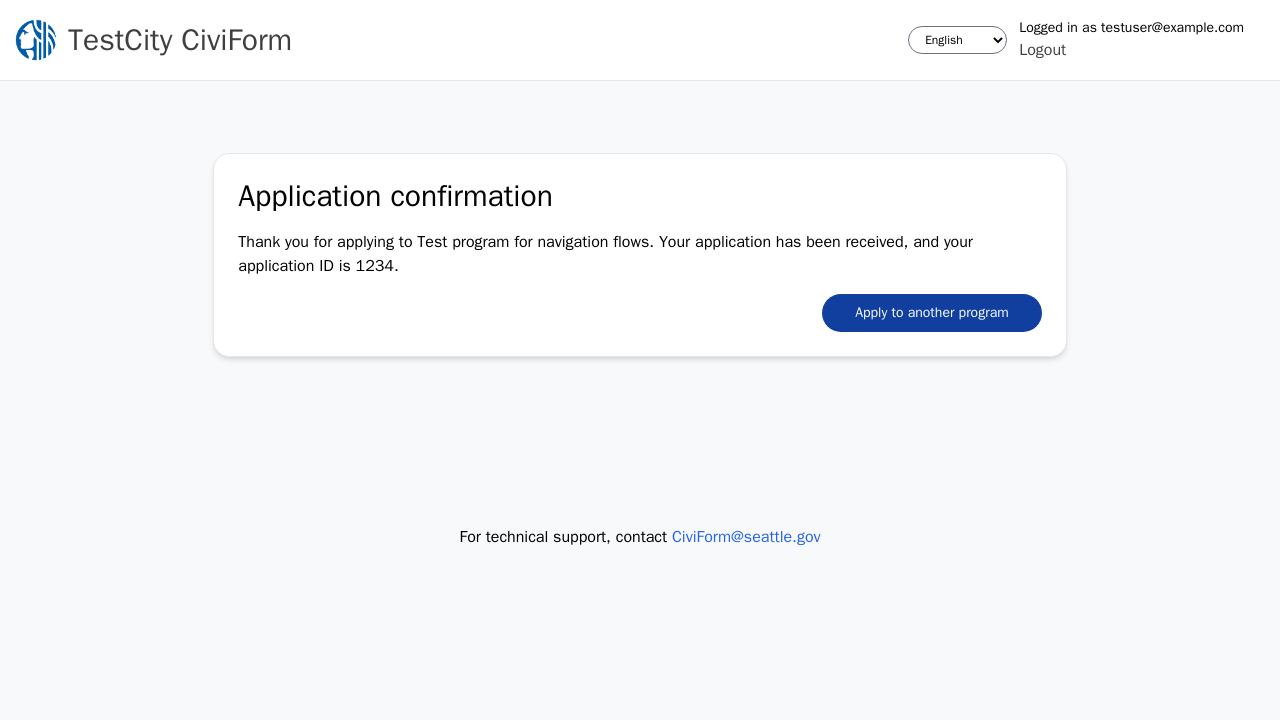 TestCity CiviForm
English
Logged in as testuser@example.com
Logout
Application confirmation
Thank you for applying to Test program for navigation flows. Your application has been received, and your
application ID is 1234.
Apply to another program
For technical support, contact CiviForm@seattle.gov